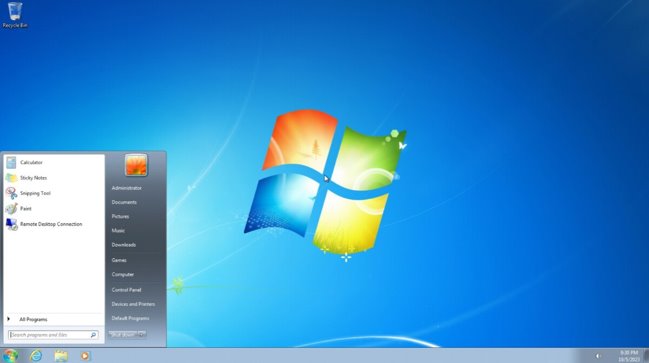 Recycle Bin
Calculator
Sticky Notes
Snipping Tool
Paint
Remote Desktop Connection
All Programs
Search programs and files
Administrator
Documents
Pictures
Music
Downloads
Games
Computer
Control Panel
Devices and Printers
Default Programs
Shut down
9:39 PM
10/5/2023